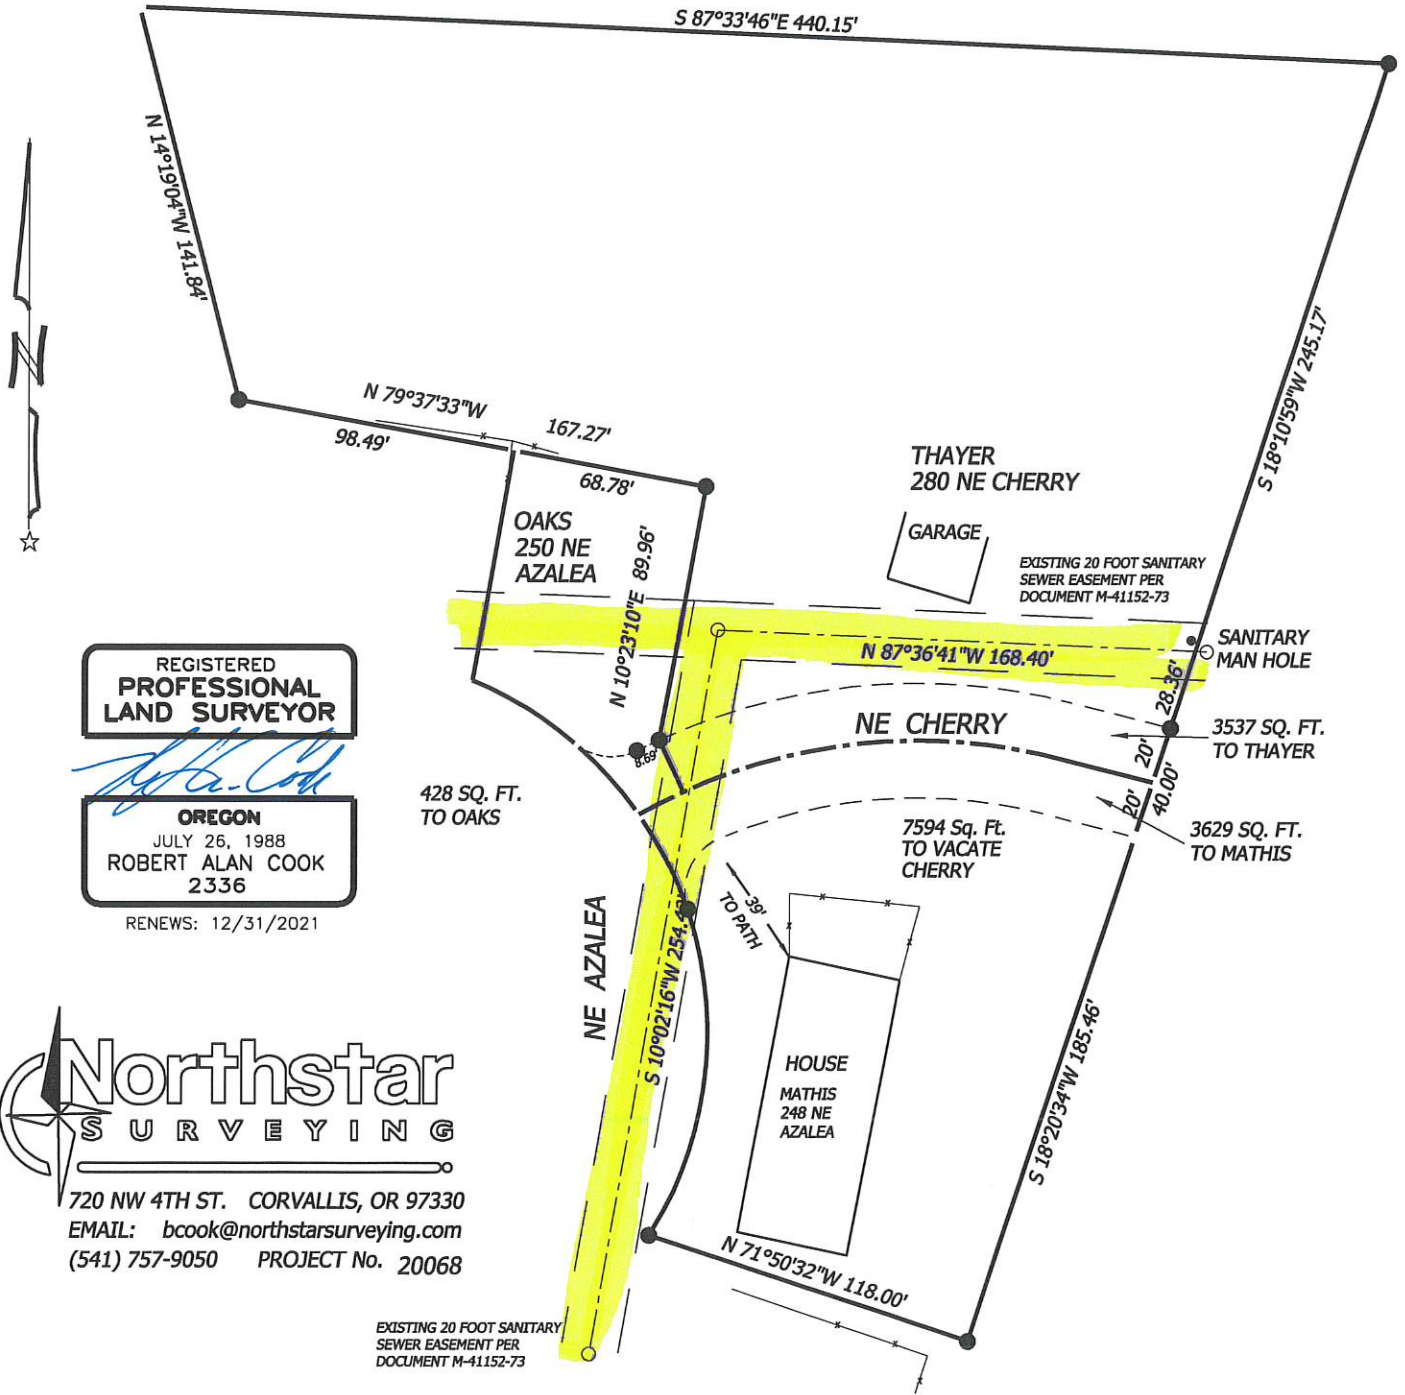 S 87°33'46"E 440.15'
N 14°19'04"W 141.84'
N
S 18°10'59"W 245.17'
N 79°37'33"W
98.49'
167.27'
68.78'
THAYER
280 NE CHERRY
GARAGE
OAKS
250 NE
AZALEA
N 10°23'10"E 89.96'
EXISTING 20 FOOT SANITARY
SEWER EASEMENT PER
DOCUMENT M-41152-73
SANITARY
MAN HOLE
N 87°36'41"W 168.40'
28.36'
NE CHERRY
3537 SQ. FT.
TO THAYER
20'
40.00'
20'
8.69'
428 SQ. FT.
TO OAKS
7594 Sq. Ft.
TO VACATE
CHERRY
3629 SQ. FT.
TO MATHIS
39'
TO PATH
NE AZALEA
S 10°02'16"W
HOUSE
MATHIS
248 NE
AZALEA
S 18°20'34"W 185.46'
N 71°50'32"W 118.00'
REGISTERED
PROFESSIONAL
LAND SURVEYOR
OREGON
JULY 26, 1988
ROBERT ALAN COOK
2336
RENEWS: 12/31/2021
Northstar
SURVEYING
720 NW 4TH ST. CORVALLIS, OR 97330
EMAIL: bcook@northstarsurveying.com
(541) 757-9050 PROJECT No. 20068
EXISTING 20 FOOT SANITARY
SEWER EASEMENT PER
DOCUMENT M-41152-73